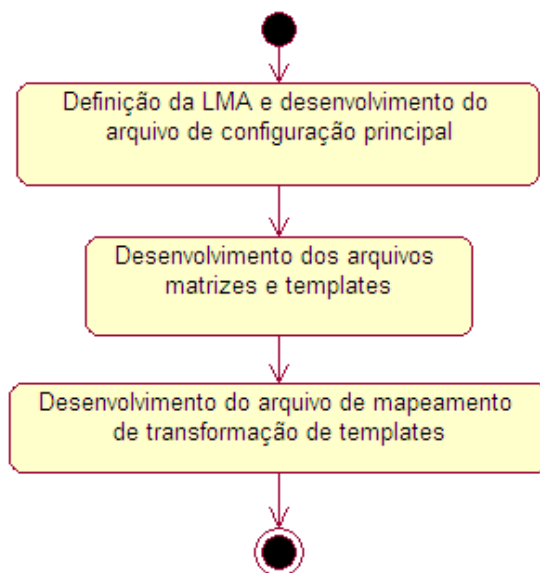 Definição da LMA e desenvolvimento do
arquivo de configuração principal
Desenvolvimento dos arquivos
matrizes e templates
Desenvolvimento do arquivo de mapeamento
de transformação de templates